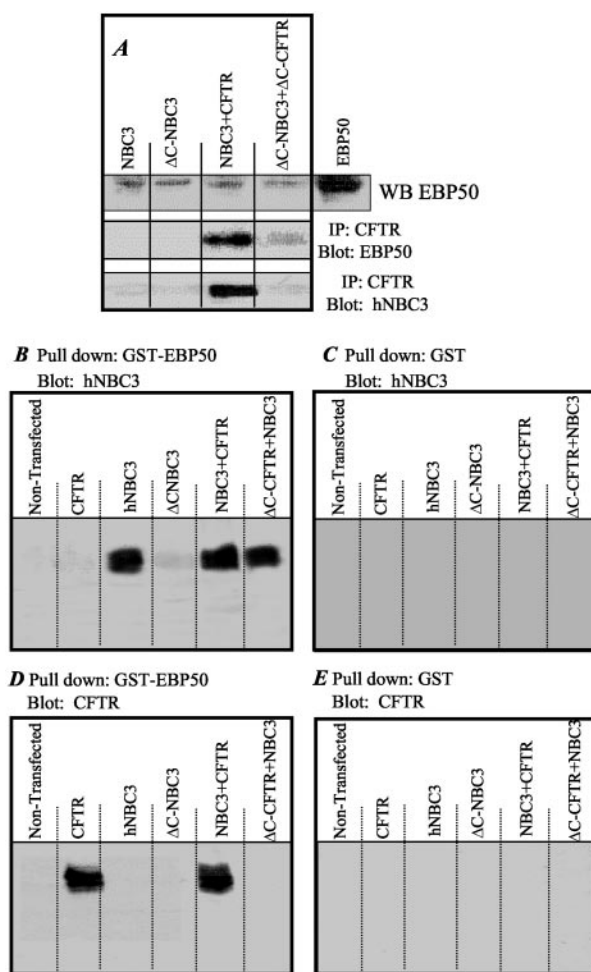 A
NBC3
ΔC-NBC3
NBC3+CFTR
ΔC-NBC3+ΔC-CFTR
EBP50
WB EBP50
IP: CFTR
Blot: EBP50
IP: CFTR
Blot: hNBC3
B Pull down: GST-EBP50
Blot: hNBC3
Non-Transfected
CFTR
hNBC3
ΔCNBC3
NBC3+CFTR
ΔC-CFTR+NBC3
C Pull down: GST
Blot: hNBC3
Non-Transfected
CFTR
hNBC3
ΔC-NBC3
NBC3+CFTR
ΔC-CFTR+NBC3
D Pull down: GST-EBP50
Blot: CFTR
Non-Transfected
CFTR
hNBC3
ΔC-NBC3
NBC3+CFTR
ΔC-CFTR+NBC3
E Pull down: GST
Blot: CFTR
Non-Transfected
CFTR
hNBC3
ΔC-NBC3
NBC3+CFTR
ΔC-CFTR+NBC3